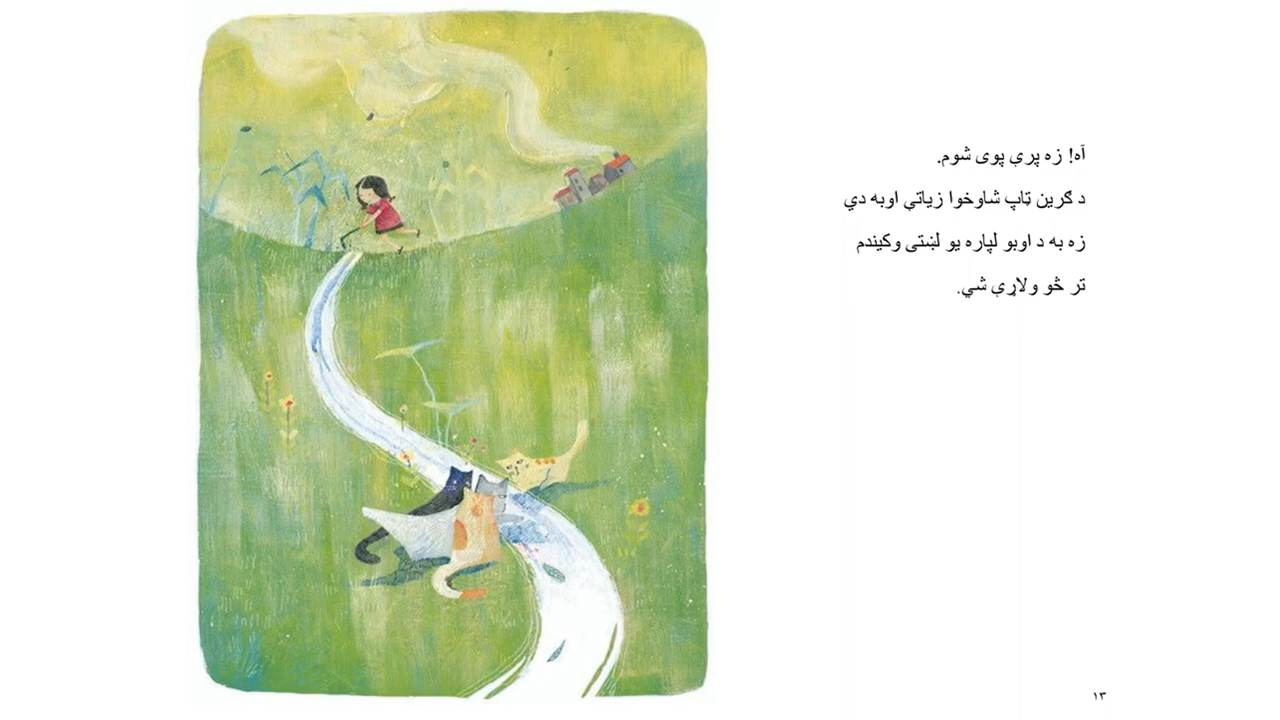 آه! زه پرې پوی شوم.
د ګرین ټاپ شاوخوا زیاتې اوبه دي
زه به د اوبو لپاره یو لښتی وکیندم
تر څو ولاړې شي.
١٣